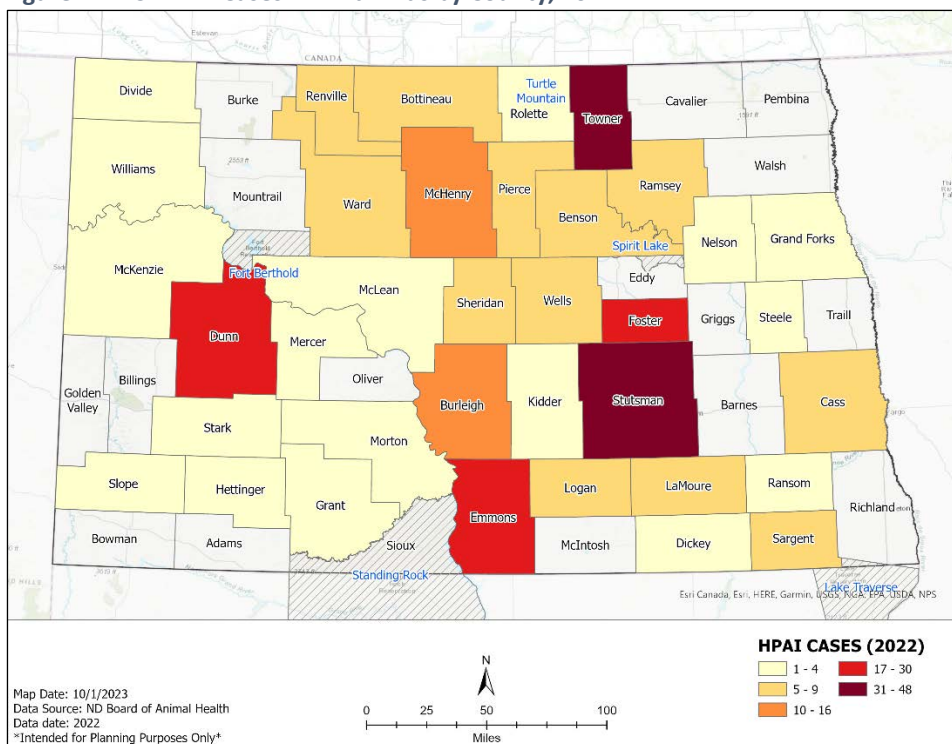 CANADA
Divide
Burke
Renville
Bottineau
Turtle
Mountain
Rolette
Towner
Cavalier
Pembina
Williams
Mountrail
Ward
McHenry
Pierce
Benson
Ramsey
Walsh
Spirit Lake
Nelson
Grand Forks
McKenzie
Fort Berthold
McLean
Sheridan
Wells
Eddy
Foster
Griggs
Steele
Traill
Dunn
Mercer
Oliver
Golden
Valley
Billings
Burleigh
Kidder
Stutsman
Barnes
Cass
Stark
Morton
Slope
Hettinger
Grant
Emmons
Logan
LaMoure
Ransom
Richland
Bowman
Adams
Sioux
McIntosh
Dickey
Sargent
Standing Rock
Lake Traverse
Esri Canada, Esri, HERE, Garmin, USGS, NGA, EPA, USDA, NPS
HPAI CASES (2022)
1 - 4
17 - 30
5 - 9
31 - 48
10 - 16
N
0 25 50 100
Miles
Map Date: 10/1/2023
Data Source: ND Board of Animal Health
Data date: 2022
*Intended for Planning Purposes Only*